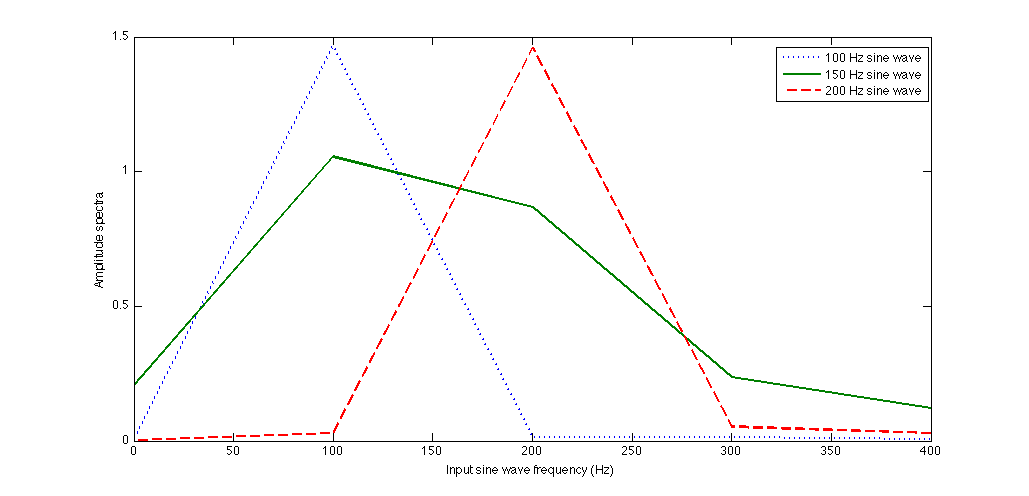 1.5
100 Hz sine wave
150 Hz sine wave
200 Hz sine wave
1
Amplitude spectra
0.5
0
0 50 100 150 200 250 300 350 400
Input sine wave frequency (Hz)